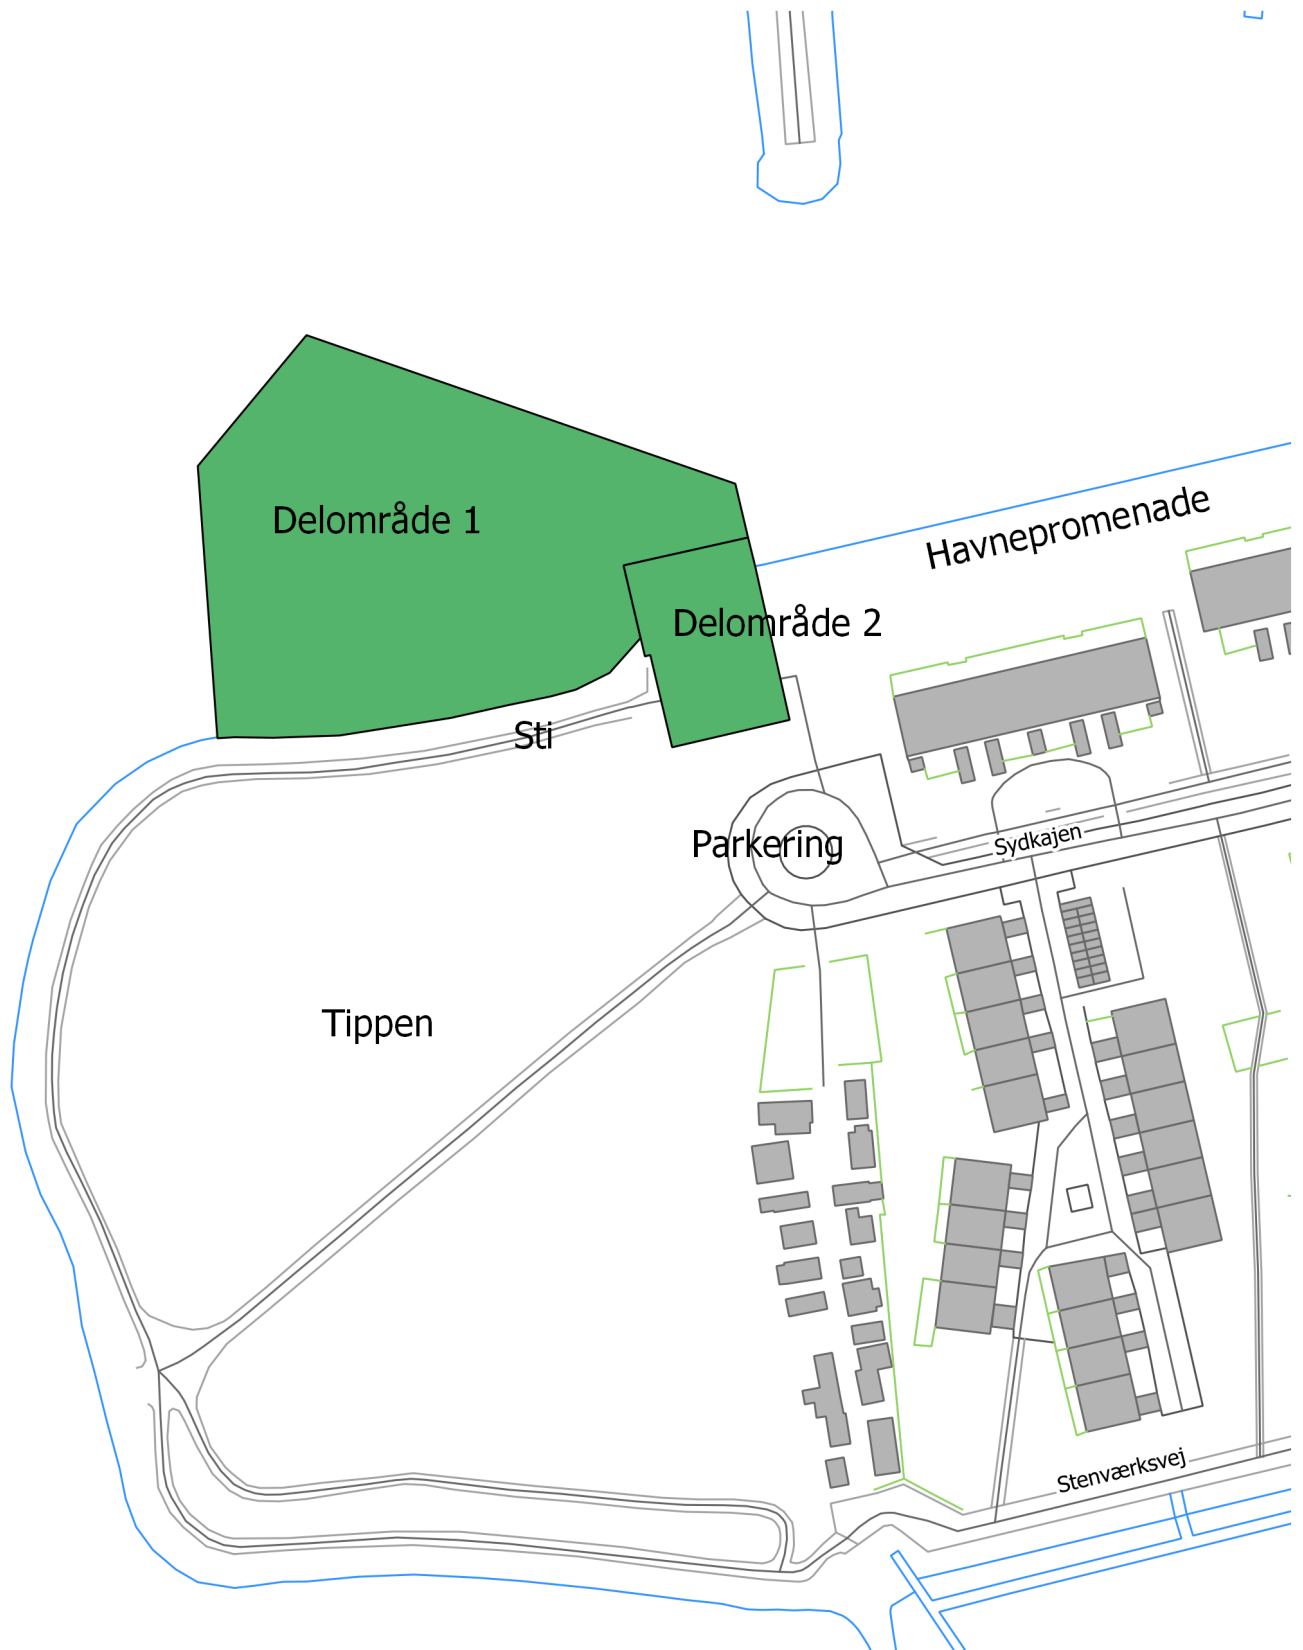 Havnepromenade
Delområde 1
Delområde 2
Sti
Parkering
Sydkajen
Tippen
Stenværksvej